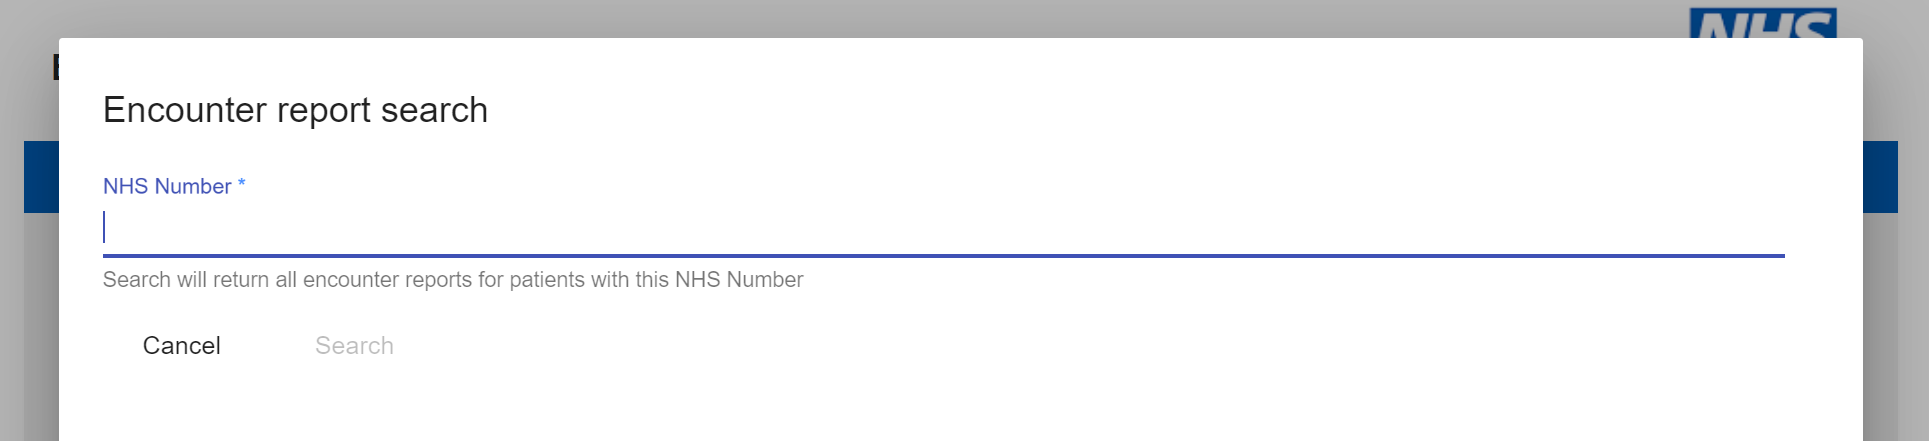 NHS
Encounter report search
NHS Number *
Search will return all encounter reports for patients with this NHS Number
Cancel Search